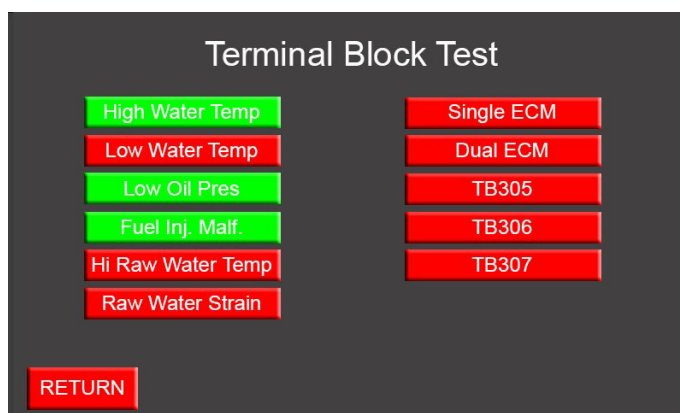 Terminal Block Test
High Water Temp
Low Water Temp
Low Oil Pres
Fuel Inj. Malf.
Hi Raw Water Temp
Raw Water Strain
Single ECM
Dual ECM
TB305
TB306
TB307
RETURN